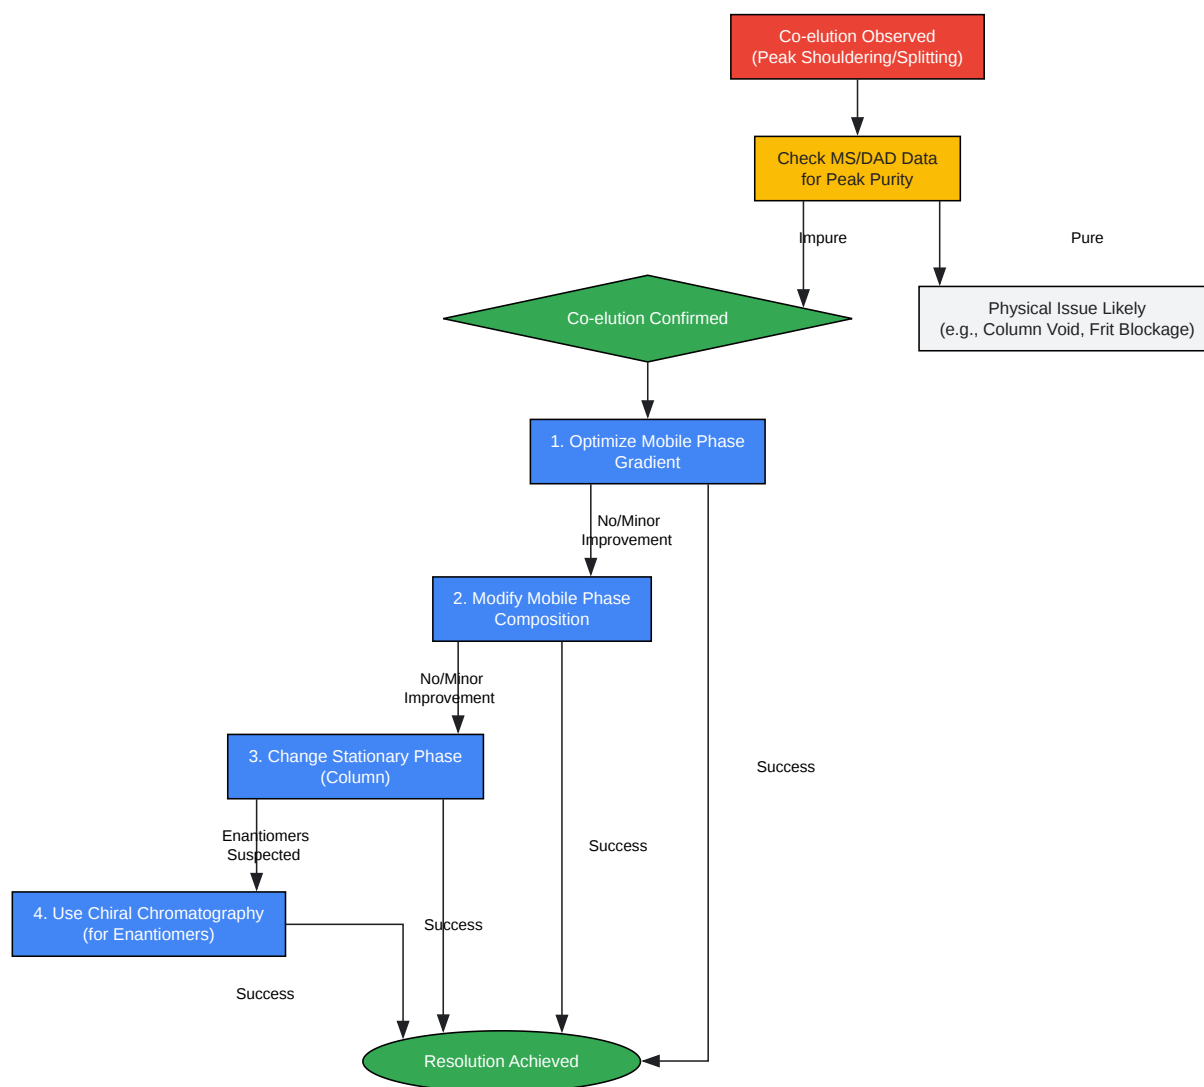 Co-elution Observed
(Peak Shouldering/Splitting)
Check MS/DAD Data
for Peak Purity
Impure
Pure
Co-elution Confirmed
Physical Issue Likely
(e.g., Column Void, Frit Blockage)
1. Optimize Mobile Phase
Gradient
No/Minor
Improvement
2. Modify Mobile Phase
Composition
No/Minor
Improvement
3. Change Stationary Phase
(Column)
Success
Enantiomers
Suspected
Success
4. Use Chiral Chromatography
(for Enantiomers)
Success
Success
Resolution Achieved